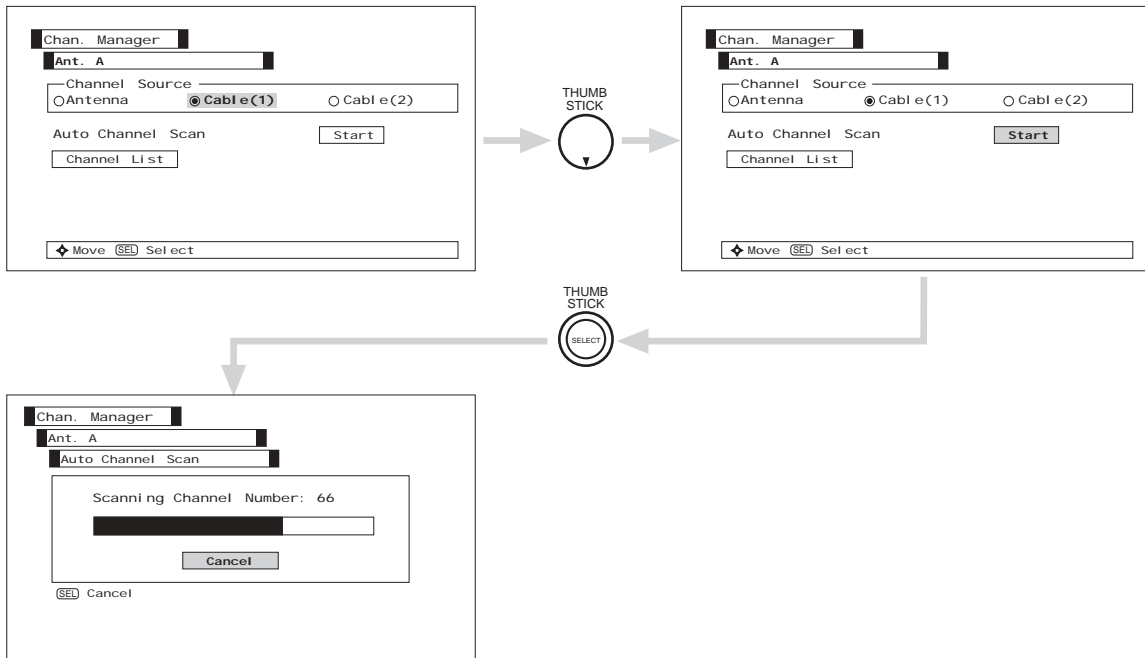 Chan. Manager
Ant. A
Channel Source
Antenna Cable(1) Cable(2)
Auto Channel Scan Start
Channel List
Move SEL Select
THUMB
STICK
Chan. Manager
Ant. A
Channel Source
Antenna Cable(1) Cable(2)
Auto Channel Scan Start
Channel List
Move SEL Select
THUMB
STICK
SELECT
Chan. Manager
Ant. A
Auto Channel Scan
Scanning Channel Number: 66
Cancel
SEL Cancel